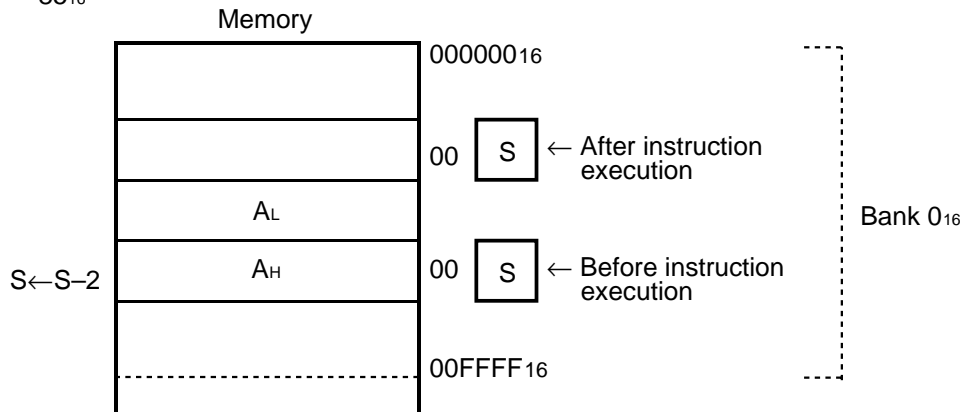 Memory
00000016
00 S ← After instruction
execution
AL
Bank 016
AH
00 S ← Before instruction
execution
S←S–2
00FFFF16